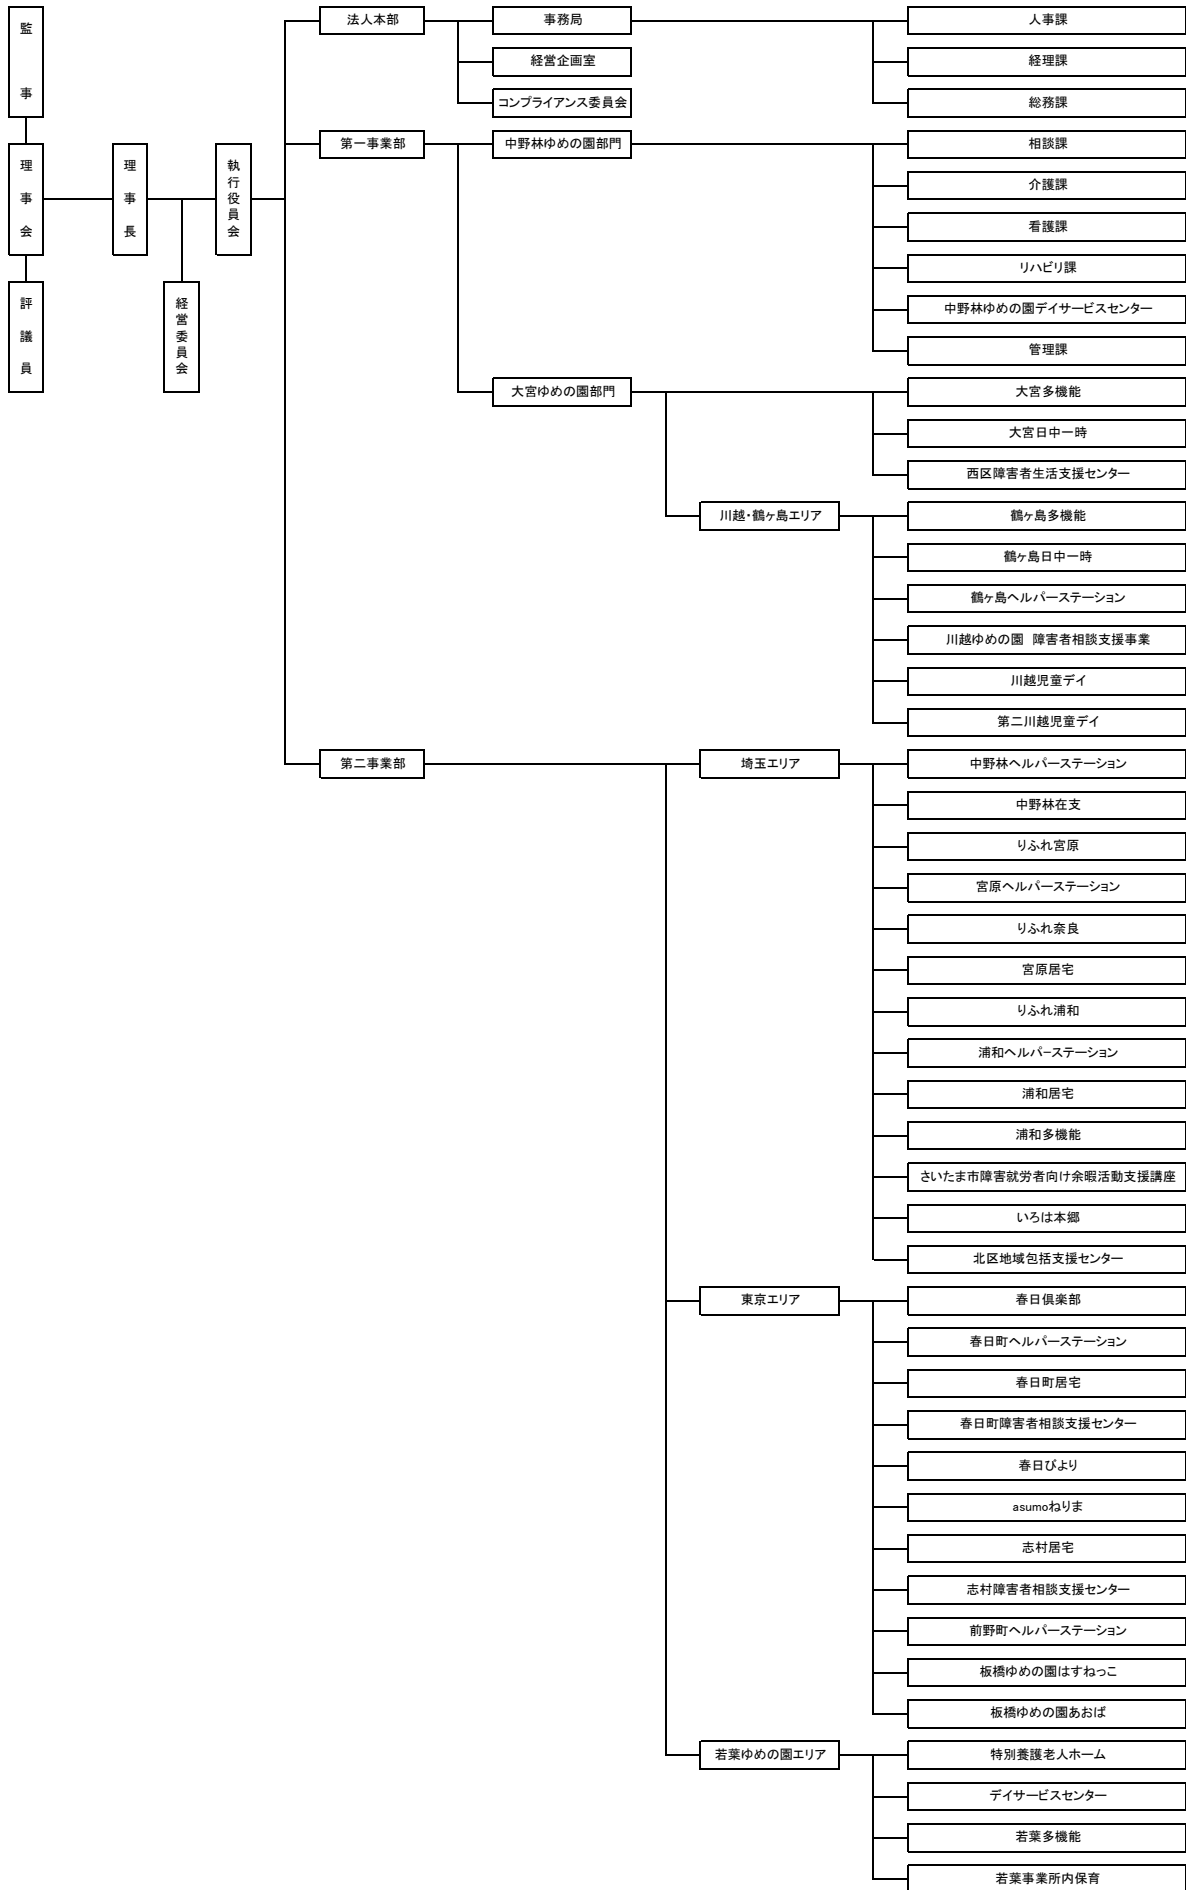 監事
理事会
評議員
理事長
経営委員会
執行役員会
法人本部
事務局
人事課
経理課
総務課
経営企画室
コンプライアンス委員会
第一事業部
中野林ゆめの園部門
相談課
介護課
看護課
リハビリ課
中野林ゆめの園デイサービスセンター
管理課
大宮ゆめの園部門
大宮多機能
大宮日中一時
西区障害者生活支援センター
川越・鶴ヶ島エリア
鶴ヶ島多機能
鶴ヶ島日中一時
鶴ヶ島ヘルパーステーション
川越ゆめの園 障害者相談支援事業
川越児童デイ
第二川越児童デイ
第二事業部
埼玉エリア
中野林ヘルパーステーション
中野林在支
りふれ宮原
宮原ヘルパーステーション
りふれ奈良
宮原居宅
りふれ浦和
浦和ヘルパーステーション
浦和居宅
浦和多機能
さいたま市障害就労者向け余暇活動支援講座
いろは本郷
北区地域包括支援センター
東京エリア
春日倶楽部
春日町ヘルパーステーション
春日町居宅
春日町障害者相談支援センター
春日びより
asumoねりま
志村居宅
志村障害者相談支援センター
前野町ヘルパーステーション
板橋ゆめの園はすねっこ
板橋ゆめの園あおば
若葉ゆめの園エリア
特別養護老人ホーム
デイサービスセンター
若葉多機能
若葉事業所内保育